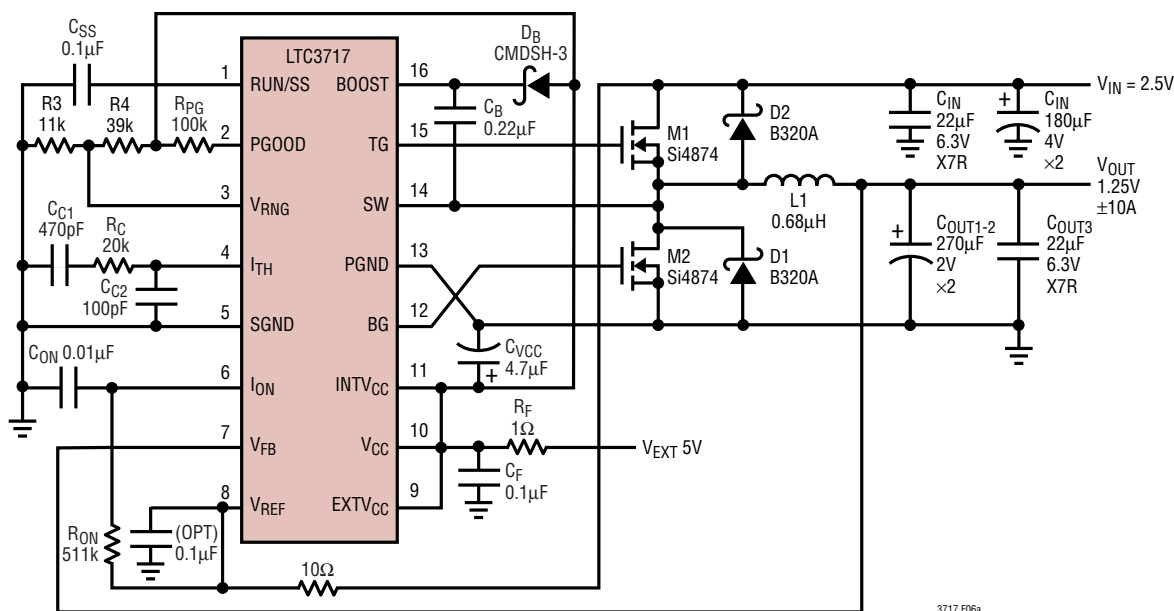 CSS
0.1µF
R3
11k
R4
39k
RPG
100k
CC1
470pF
RC
20k
CC2
100pF
CON 0.01µF
RON
511k
(OPT)
0.1µF
10Ω
LTC3717
1
RUN/SS
2
PGOOD
3
VRNG
4
ITH
5
SGND
6
ION
7
VFB
8
VREF
BOOST
16
TG
15
SW
14
PGND
13
BG
12
INTVCC
11
VCC
10
EXTVCC
9
DB
CMDSH-3
CB
0.22µF
CVCC
4.7µF
+
RF
1Ω
VEXT 5V
CF
0.1µF
M1
Si4874
D2
B320A
M2
Si4874
D1
B320A
L1
0.68µH
CIN
22µF
6.3V
X7R
+
CIN
180µF
4V
×2
VIN = 2.5V
VOUT
1.25V
±10A
+
COUT1-2
270µF
2V
×2
COUT3
22µF
6.3V
X7R
3717 F06a